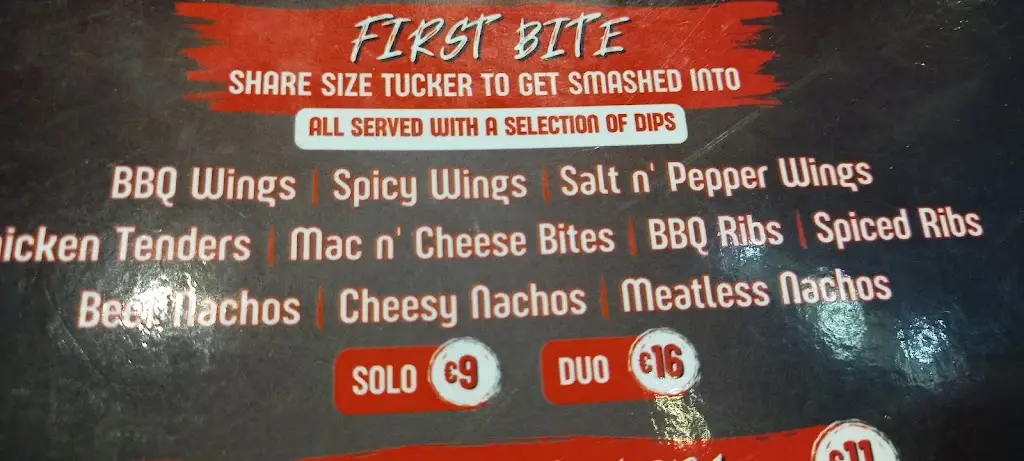 FIRST BITE
SHARE SIZE TUCKER TO GET SMASHED INTO
ALL SERVED WITH A SELECTION OF DIPS
BBQ Wings | Spicy Wings | Salt n' Pepper Wings
hicken Tenders | Mac n' Cheese Bites | BBQ Ribs | Spiced Ribs
Beef Nachos | Cheesy Nachos | Meatless Nachos
SOLO €9 DUO €16
€11